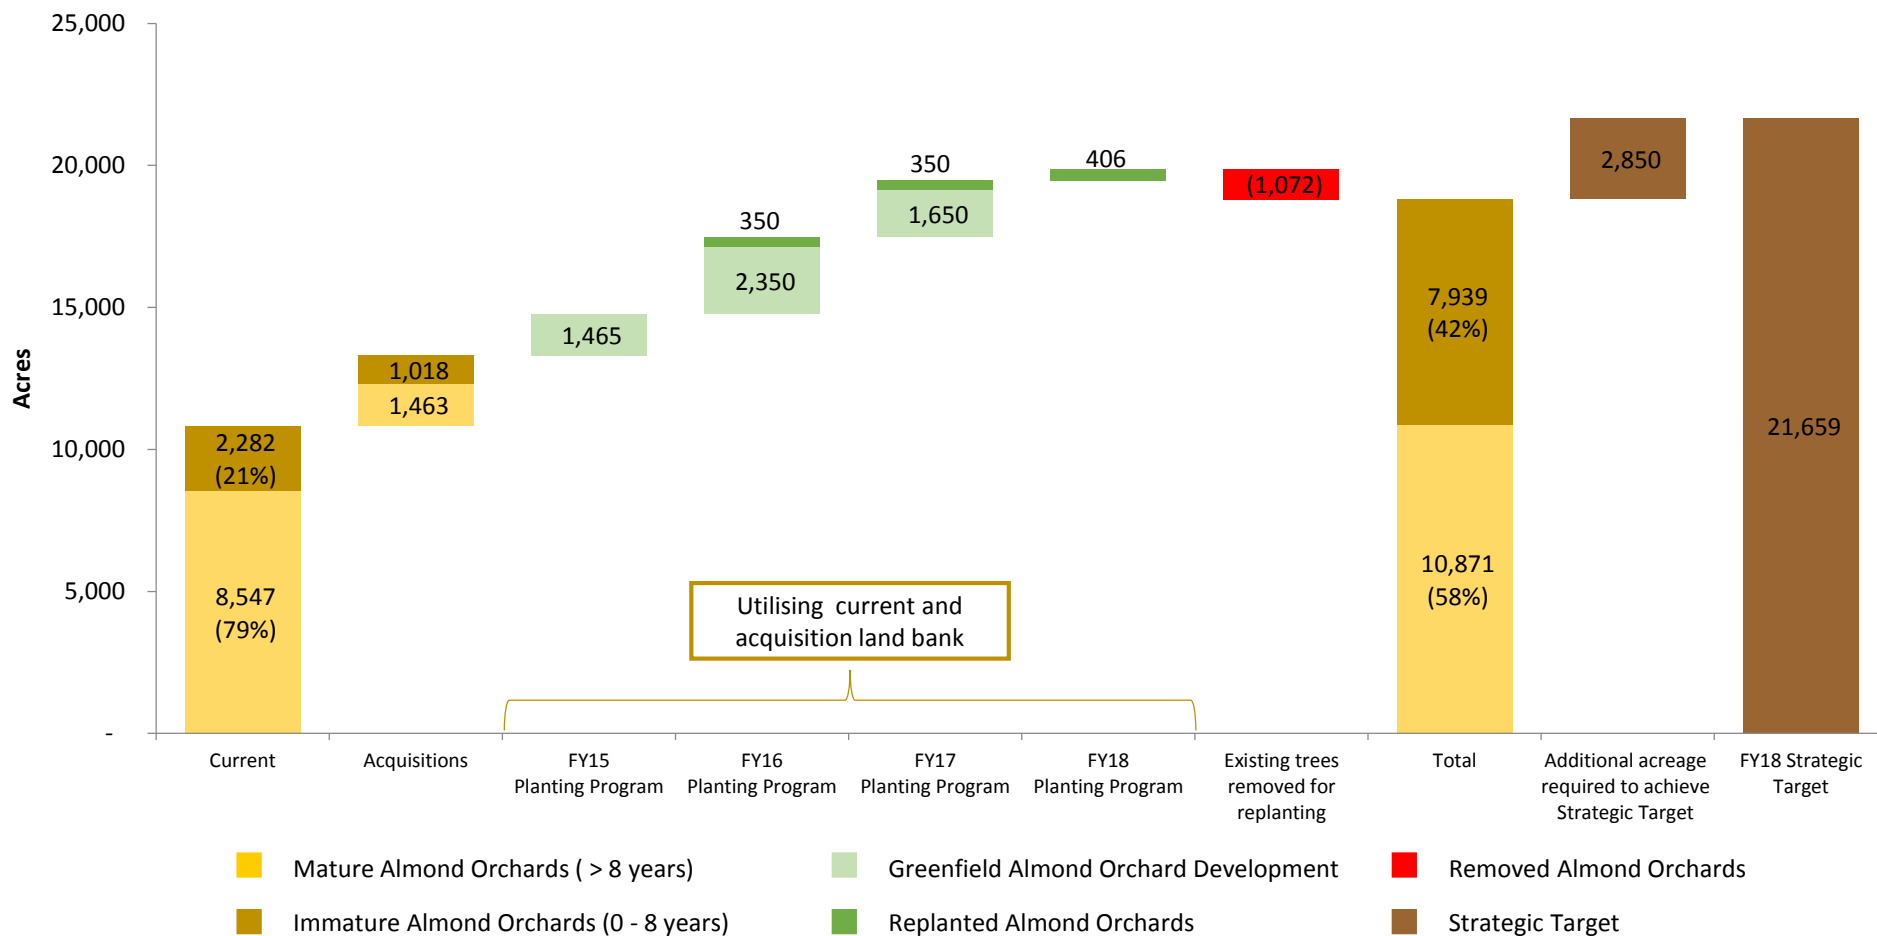 25,000
20,000
15,000
10,000
5,000
-
Acres
2,282
(21%)
8,547
(79%)
1,018
1,463
1,465
350
2,350
350
1,650
406
(1,072)
7,939
(42%)
10,871
(58%)
2,850
21,659
Utilising current and
acquisition land bank
Current
Acquisitions
FY15
Planting Program
FY16
Planting Program
FY17
Planting Program
FY18
Planting Program
Existing trees
removed for
replanting
Total
Additional acreage
required to achieve
Strategic Target
FY18 Strategic
Target
Mature Almond Orchards ( > 8 years)
Greenfield Almond Orchard Development
Removed Almond Orchards
Immature Almond Orchards (0 - 8 years)
Replanted Almond Orchards
Strategic Target